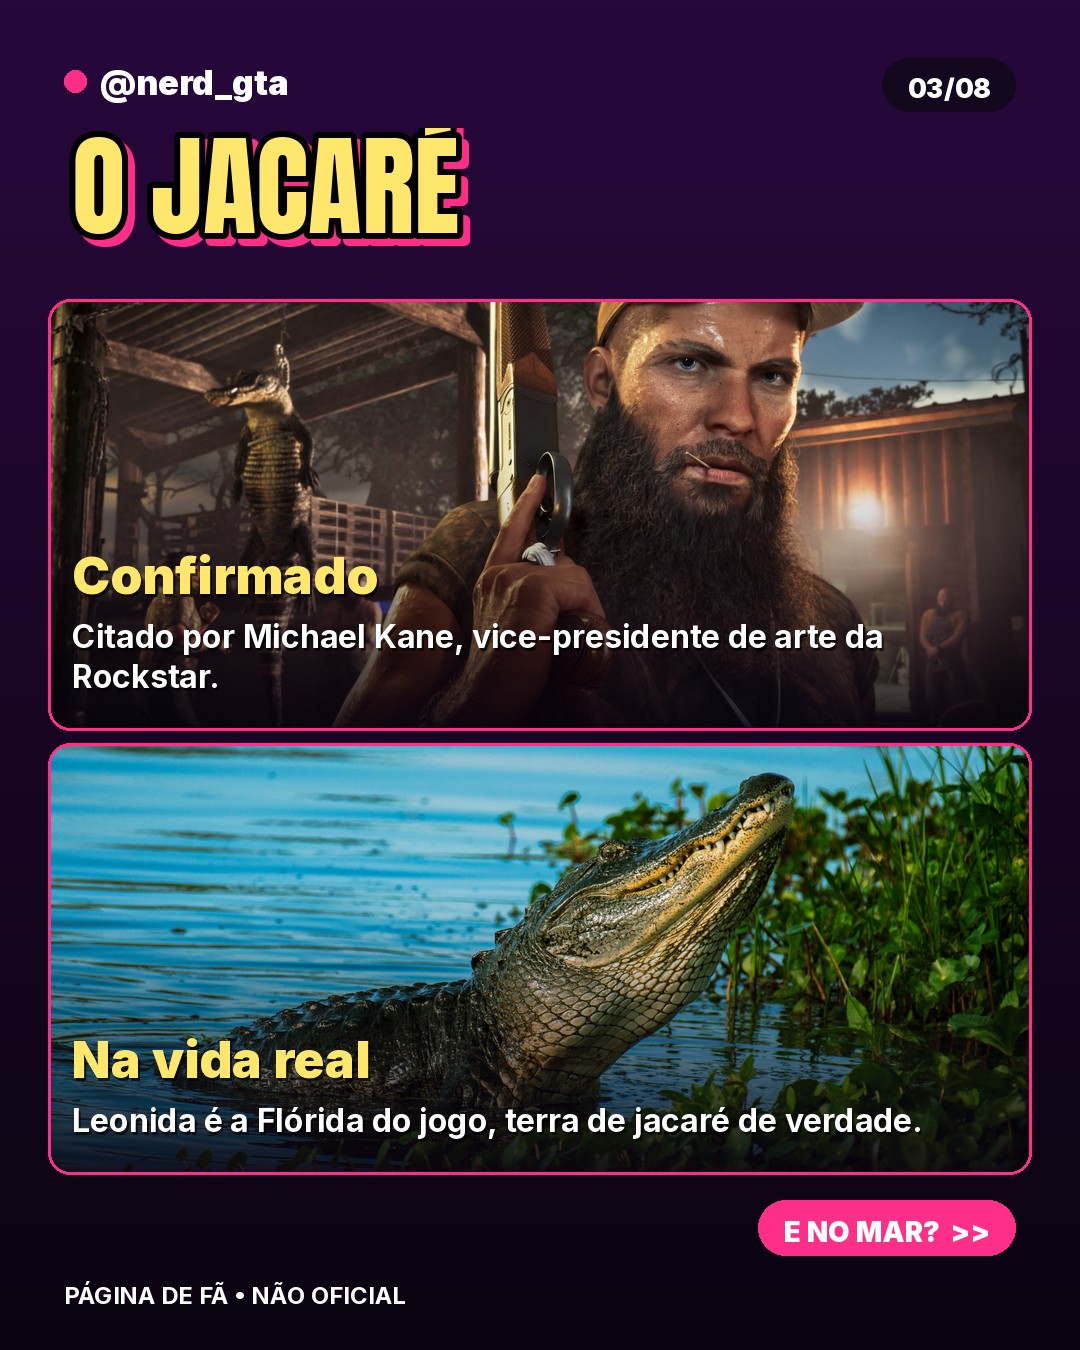 @nerd_gta
03/08
O JACARÉ
Confirmado
Citado por Michael Kane, vice-presidente de arte da
Rockstar.
Na vida real
Leonida é a Flórida do jogo, terra de jacaré de verdade.
E NO MAR? >>
PÁGINA DE FÃ • NÃO OFICIAL